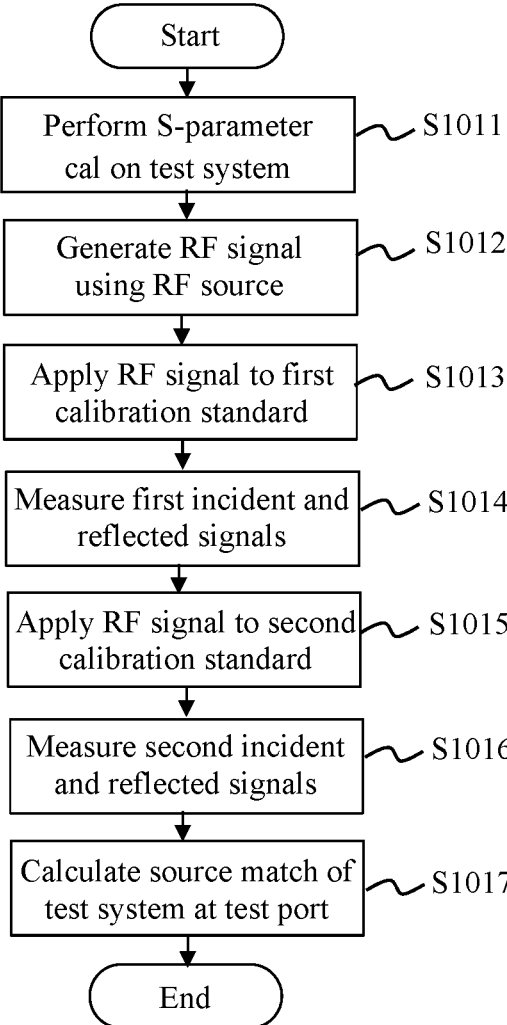 Start
Perform S-parameter
cal on test system
S1011
Generate RF signal
using RF source
S1012
Apply RF signal to first
calibration standard
S1013
Measure first incident and
reflected signals
S1014
Apply RF signal to second
calibration standard
S1015
Measure second incident
and reflected signals
S1016
Calculate source match of
test system at test port
S1017
End